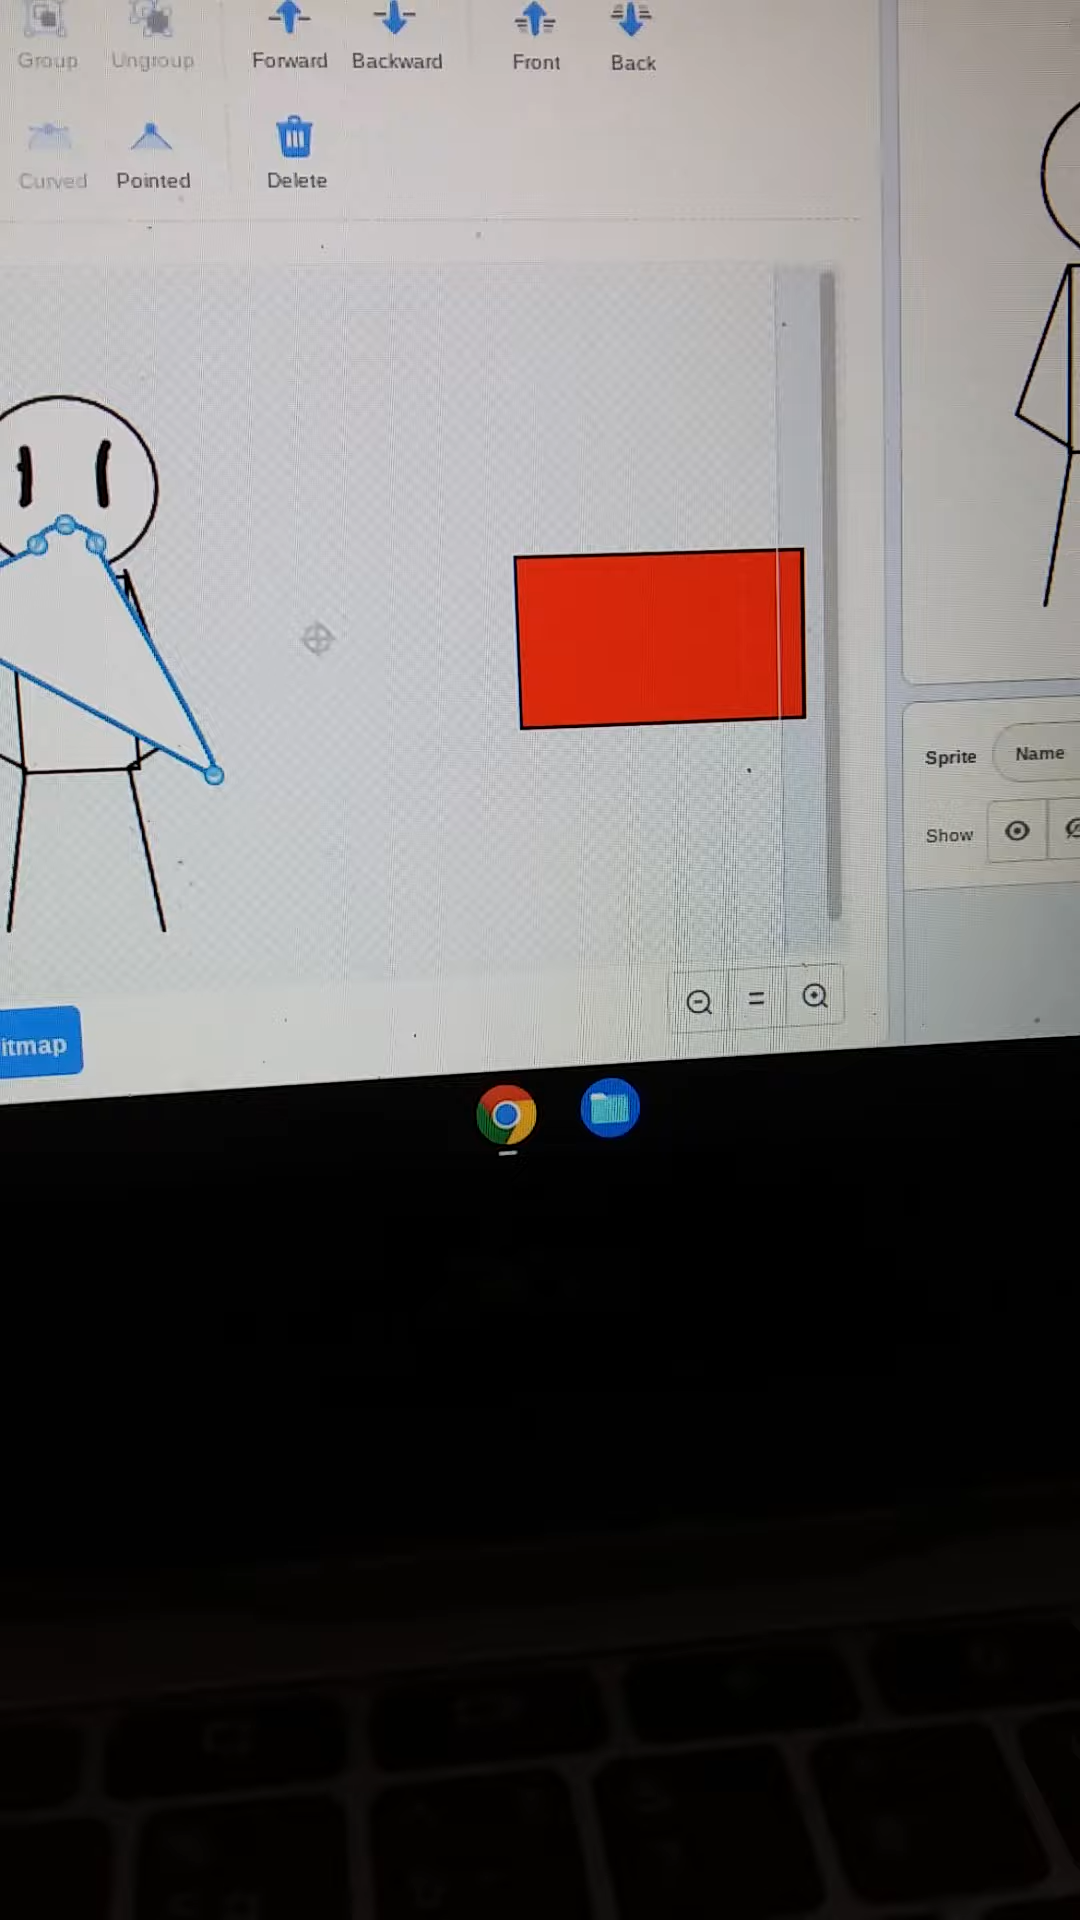 Group Ungroup Forward Backward Front Back
Curved Pointed Delete
Sprite Name
Show
itmap